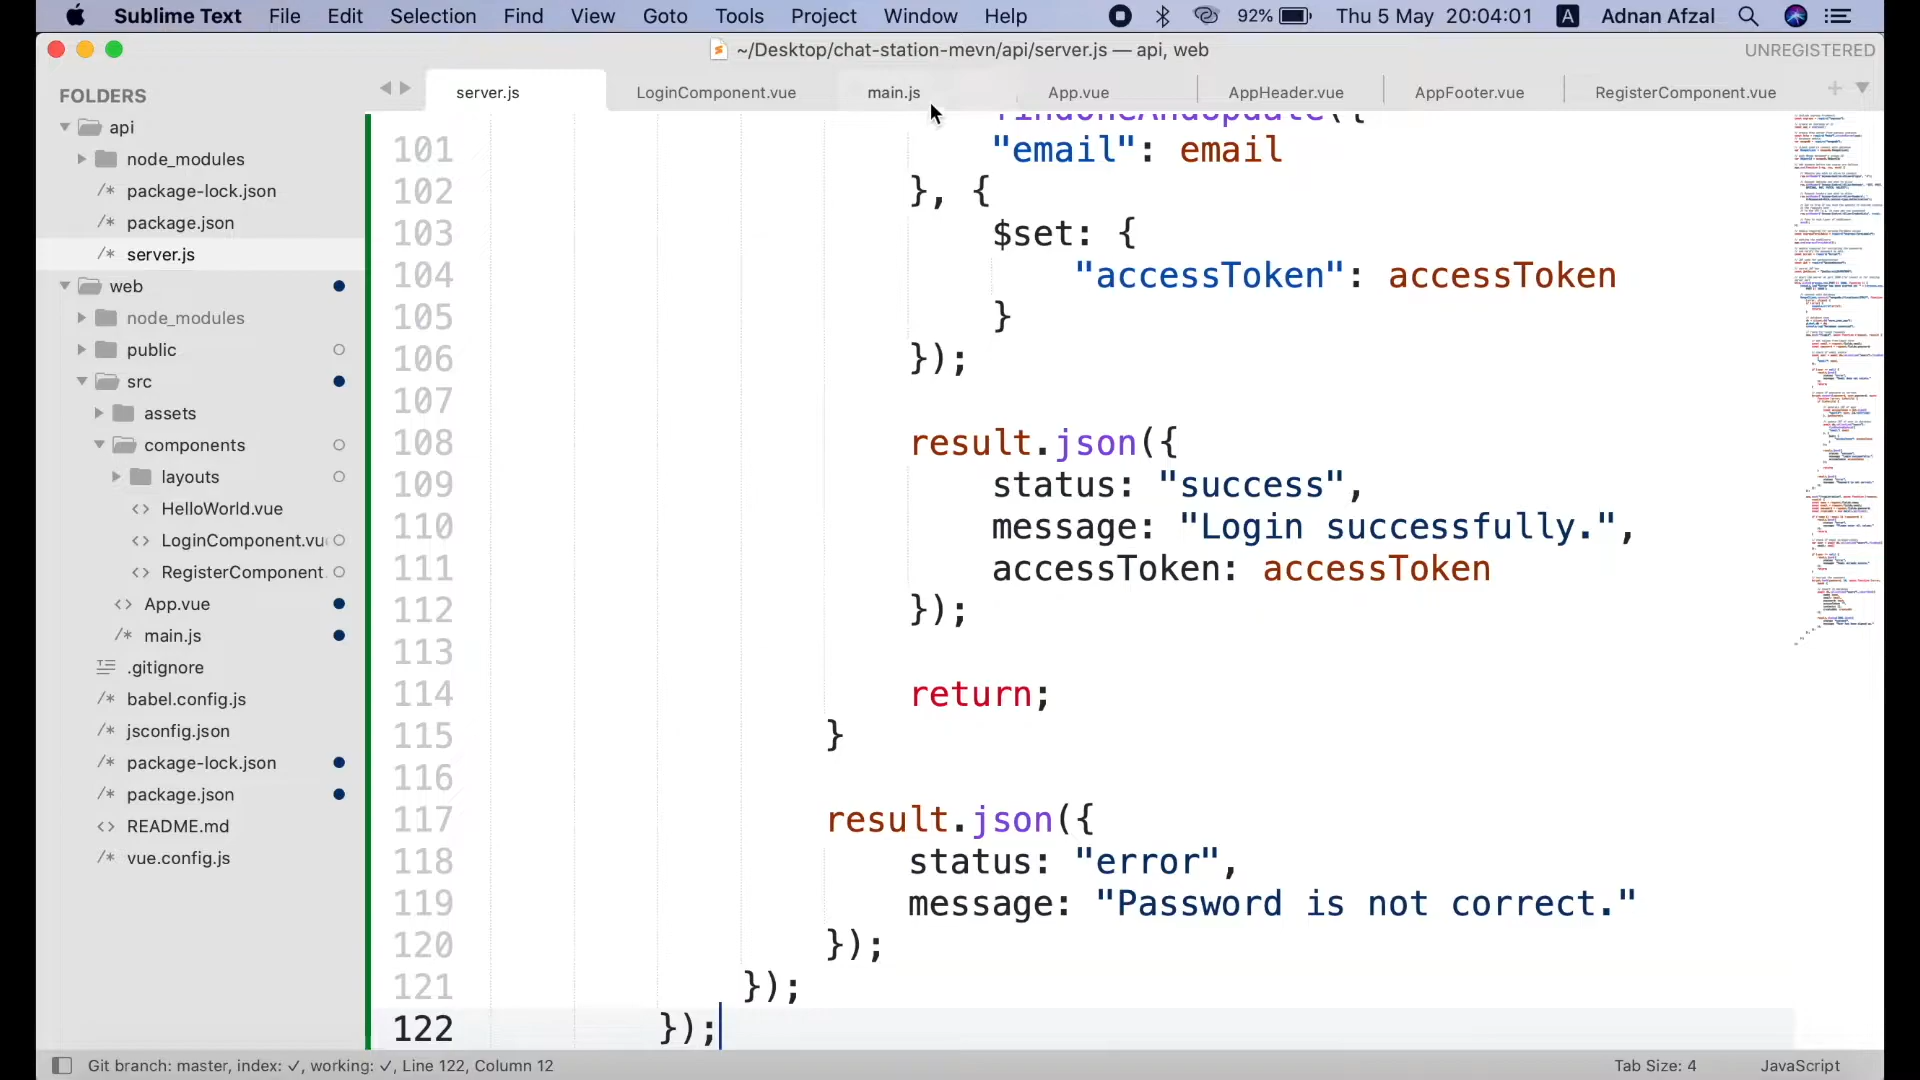 Sublime Text File Edit Selection Find View Goto Tools Project Window Help 92% Thu 5 May 20:04:01 A Adnan Afzal
~/Desktop/chat-station-mevn/api/server.js — api, web UNREGISTERED
FOLDERS
api
node_modules
package-lock.json
package.json
server.js
web
node_modules
public
src
assets
components
layouts
HelloWorld.vue
LoginComponent.vu
RegisterComponent.
App.vue
main.js
.gitignore
babel.config.js
jsconfig.json
package-lock.json
package.json
README.md
vue.config.js
server.js LoginComponent.vue main.js App.vue AppHeader.vue AppFooter.vue RegisterComponent.vue
findOneAndUpdate({
101 "email": email
102 }, {
103 $set: {
104 "accessToken": accessToken
105 }
106 });
107
108 result.json({
109 status: "success",
110 message: "Login successfully.",
111 accessToken: accessToken
112 });
113
114 return;
115 }
116
117 result.json({
118 status: "error",
119 message: "Password is not correct."
120 });
121 });
122 });
Git branch: master, index: ✓, working: ✓, Line 122, Column 12 Tab Size: 4 JavaScript